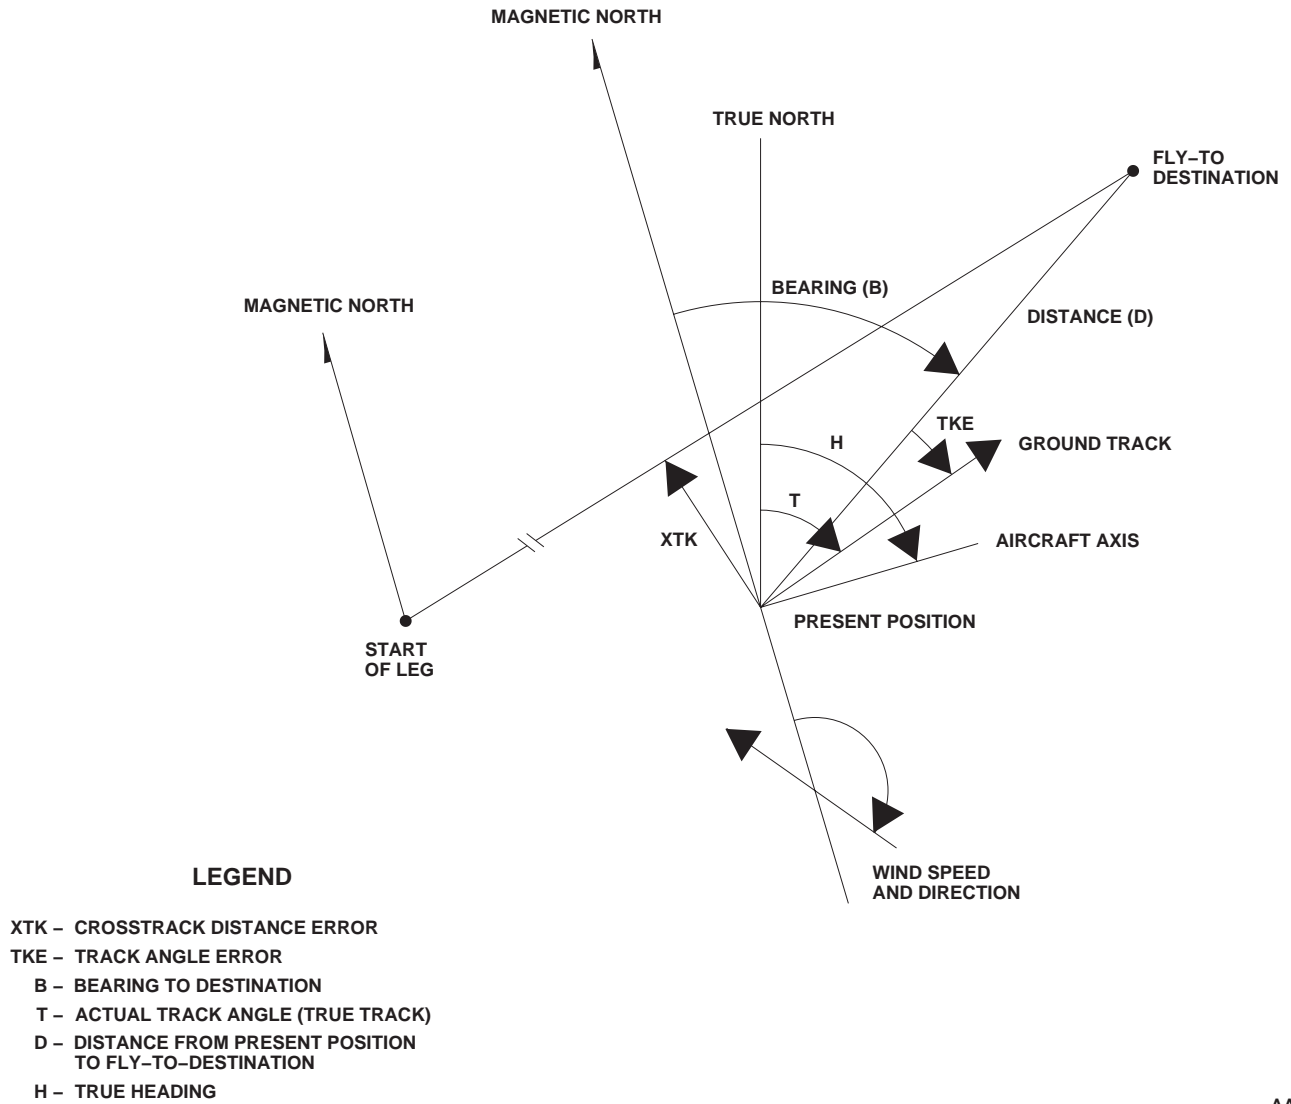 MAGNETIC NORTH
TRUE NORTH
FLY–TO
DESTINATION
BEARING (B)
MAGNETIC NORTH
DISTANCE (D)
TKE
H
GROUND TRACK
T
XTK
AIRCRAFT AXIS
PRESENT POSITION
START
OF LEG
WIND SPEED
AND DIRECTION
LEGEND
XTK – CROSSTRACK DISTANCE ERROR
TKE – TRACK ANGLE ERROR
B – BEARING TO DESTINATION
T – ACTUAL TRACK ANGLE (TRUE TRACK)
D – DISTANCE FROM PRESENT POSITION
TO FLY–TO–DESTINATION
H – TRUE HEADING